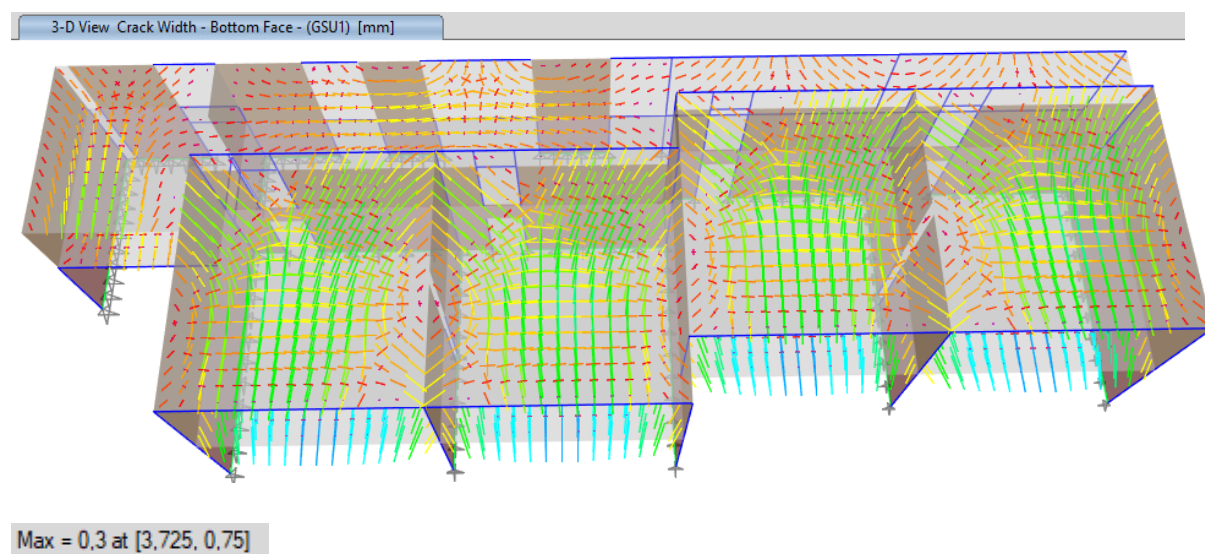 3-D View Crack Width - Bottom Face - (GSU1) [mm]
Max = 0,3 at [3,725, 0,75]